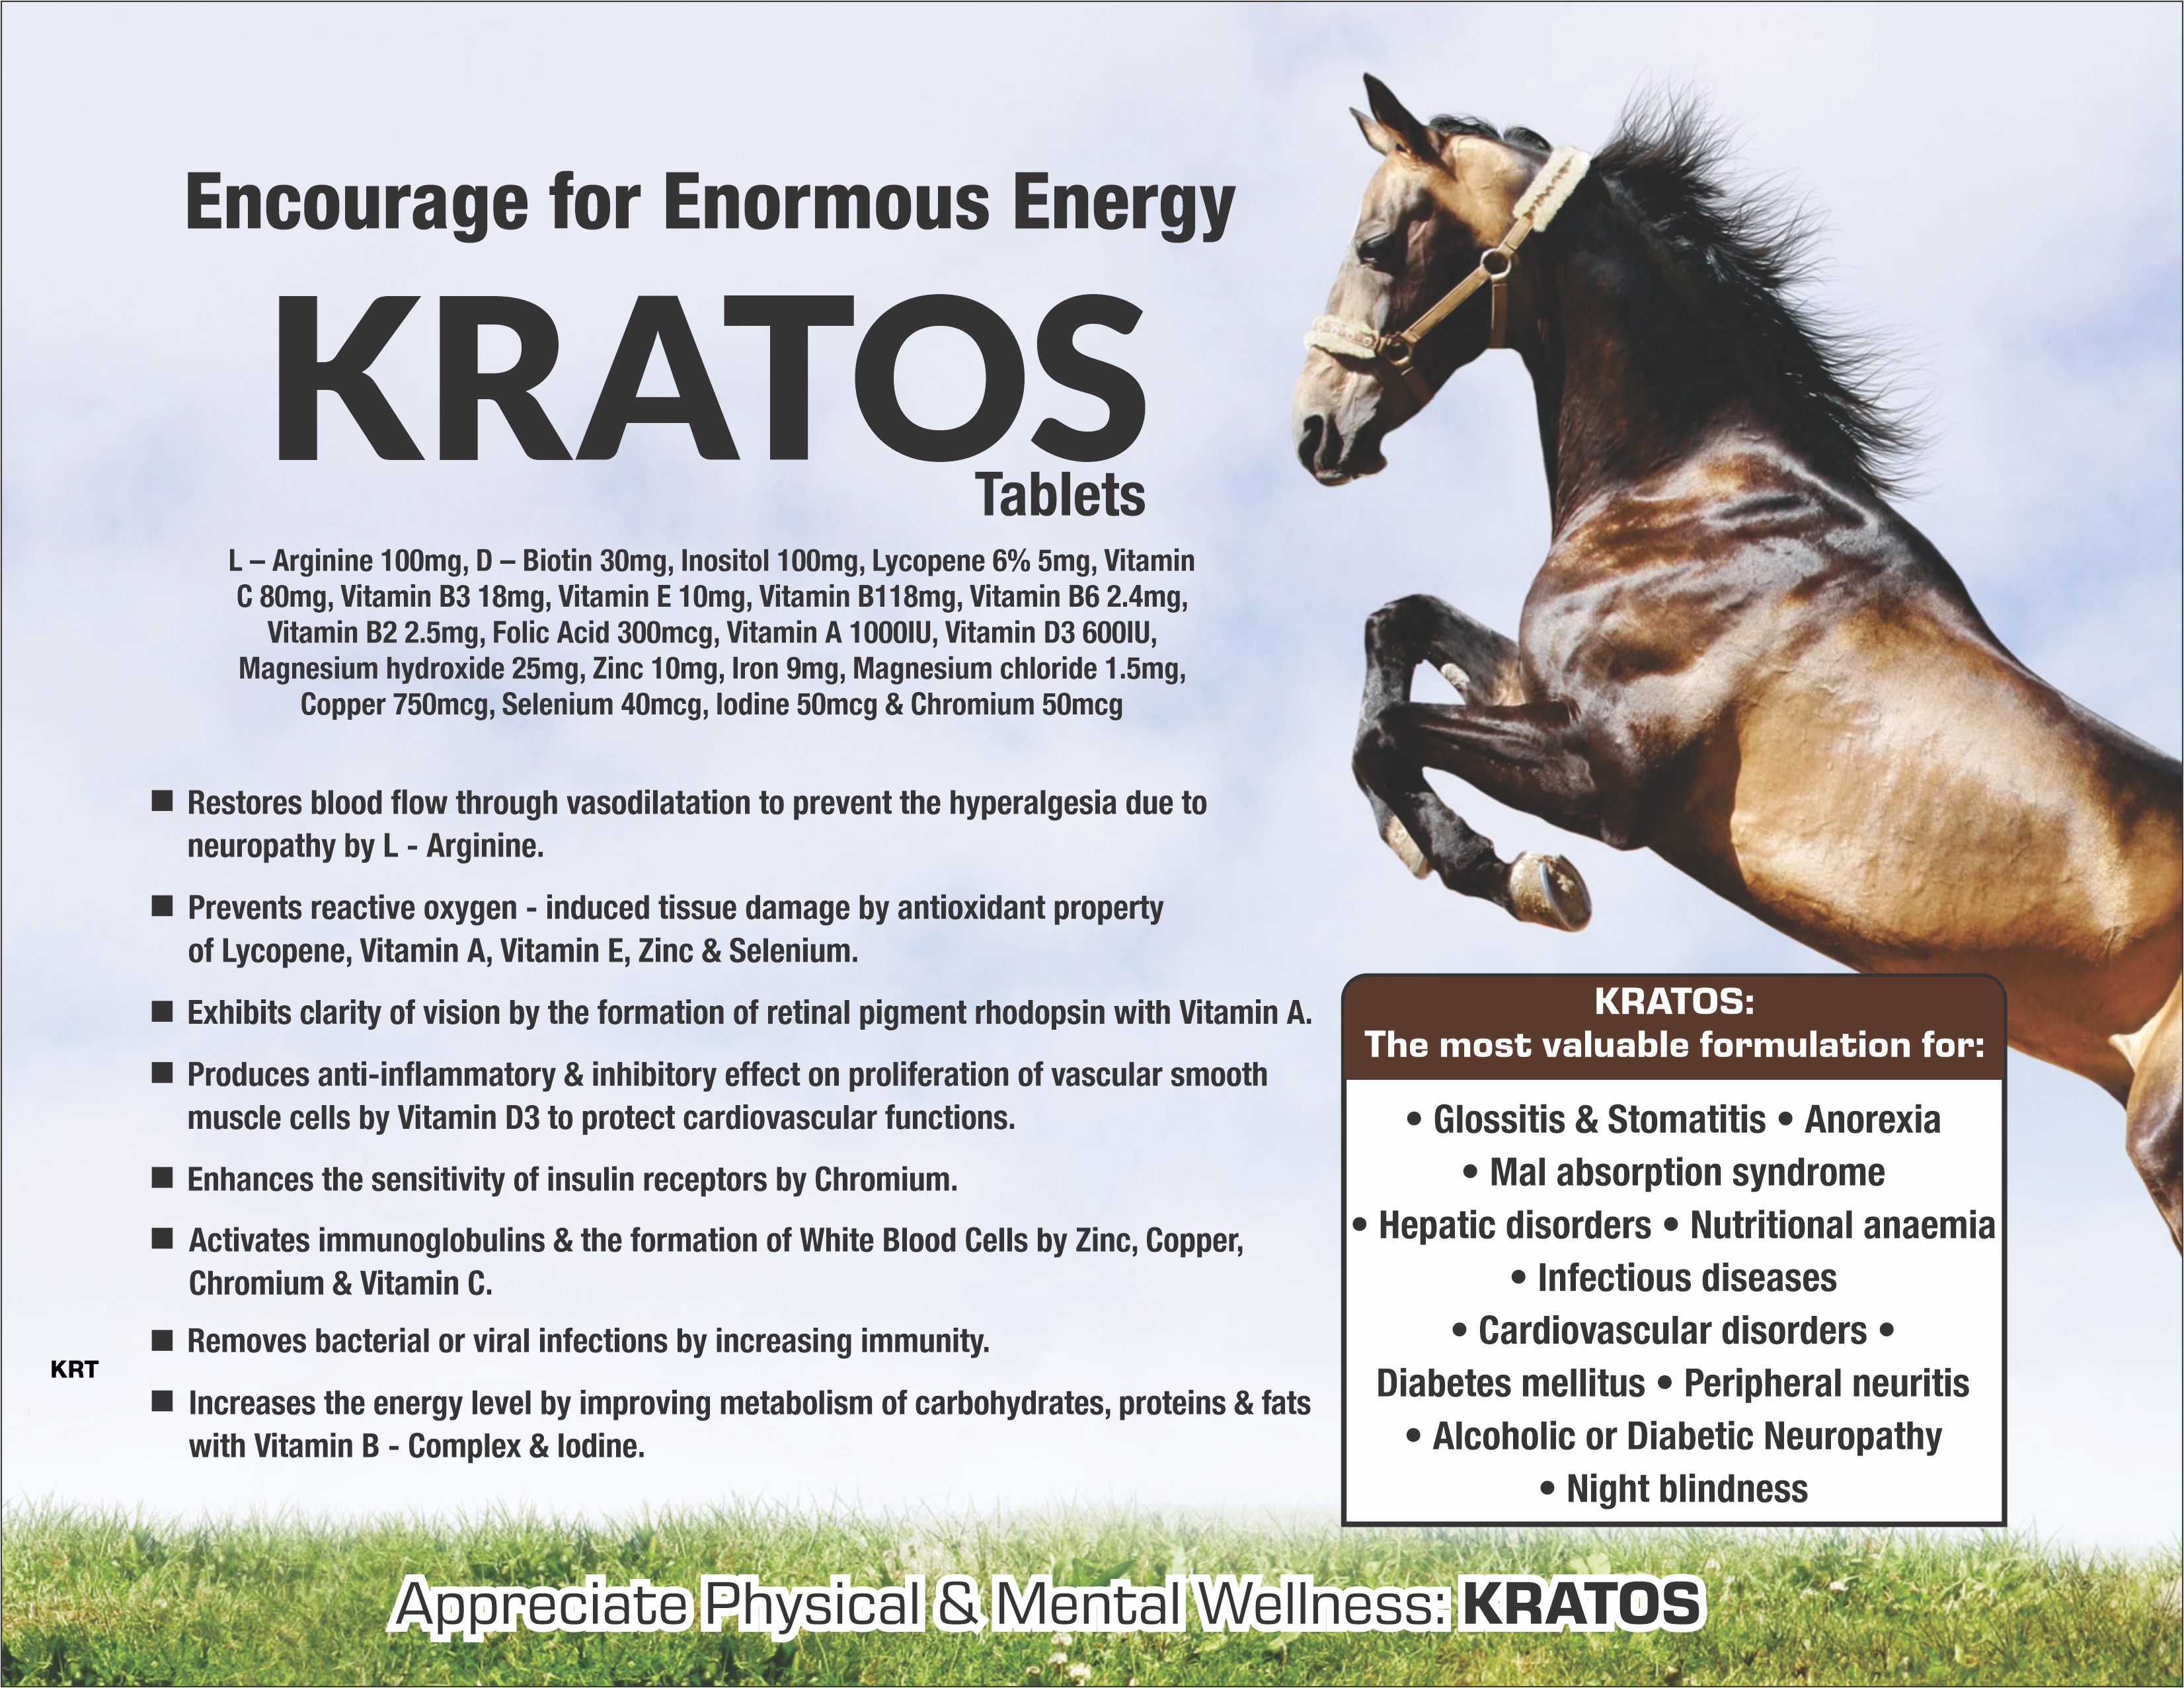 Encourage for Enormous Energy
KRATOS
Tablets
L – Arginine 100mg, D – Biotin 30mg, Inositol 100mg, Lycopene 6% 5mg, Vitamin
C 80mg, Vitamin B3 18mg, Vitamin E 10mg, Vitamin B118mg, Vitamin B6 2.4mg,
Vitamin B2 2.5mg, Folic Acid 300mcg, Vitamin A 1000IU, Vitamin D3 600IU,
Magnesium hydroxide 25mg, Zinc 10mg, Iron 9mg, Magnesium chloride 1.5mg,
Copper 750mcg, Selenium 40mcg, Iodine 50mcg & Chromium 50mcg
■ Restores blood flow through vasodilatation to prevent the hyperalgesia due to
neuropathy by L - Arginine.
■ Prevents reactive oxygen - induced tissue damage by antioxidant property
of Lycopene, Vitamin A, Vitamin E, Zinc & Selenium.
■ Exhibits clarity of vision by the formation of retinal pigment rhodopsin with Vitamin A.
■ Produces anti-inflammatory & inhibitory effect on proliferation of vascular smooth
muscle cells by Vitamin D3 to protect cardiovascular functions.
■ Enhances the sensitivity of insulin receptors by Chromium.
■ Activates immunoglobulins & the formation of White Blood Cells by Zinc, Copper,
Chromium & Vitamin C.
■ Removes bacterial or viral infections by increasing immunity.
KRT
■ Increases the energy level by improving metabolism of carbohydrates, proteins & fats
with Vitamin B - Complex & Iodine.
KRATOS:
The most valuable formulation for:
• Glossitis & Stomatitis • Anorexia
• Mal absorption syndrome
• Hepatic disorders • Nutritional anaemia
• Infectious diseases
• Cardiovascular disorders •
Diabetes mellitus • Peripheral neuritis
• Alcoholic or Diabetic Neuropathy
• Night blindness
Appreciate Physical & Mental Wellness: KRATOS